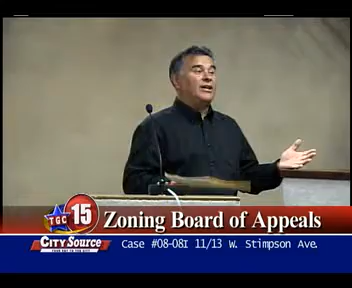 TGC
15
Zoning Board of Appeals
CITY SOURCE
Case #08-08I 11/13 W. Stimpson Ave.